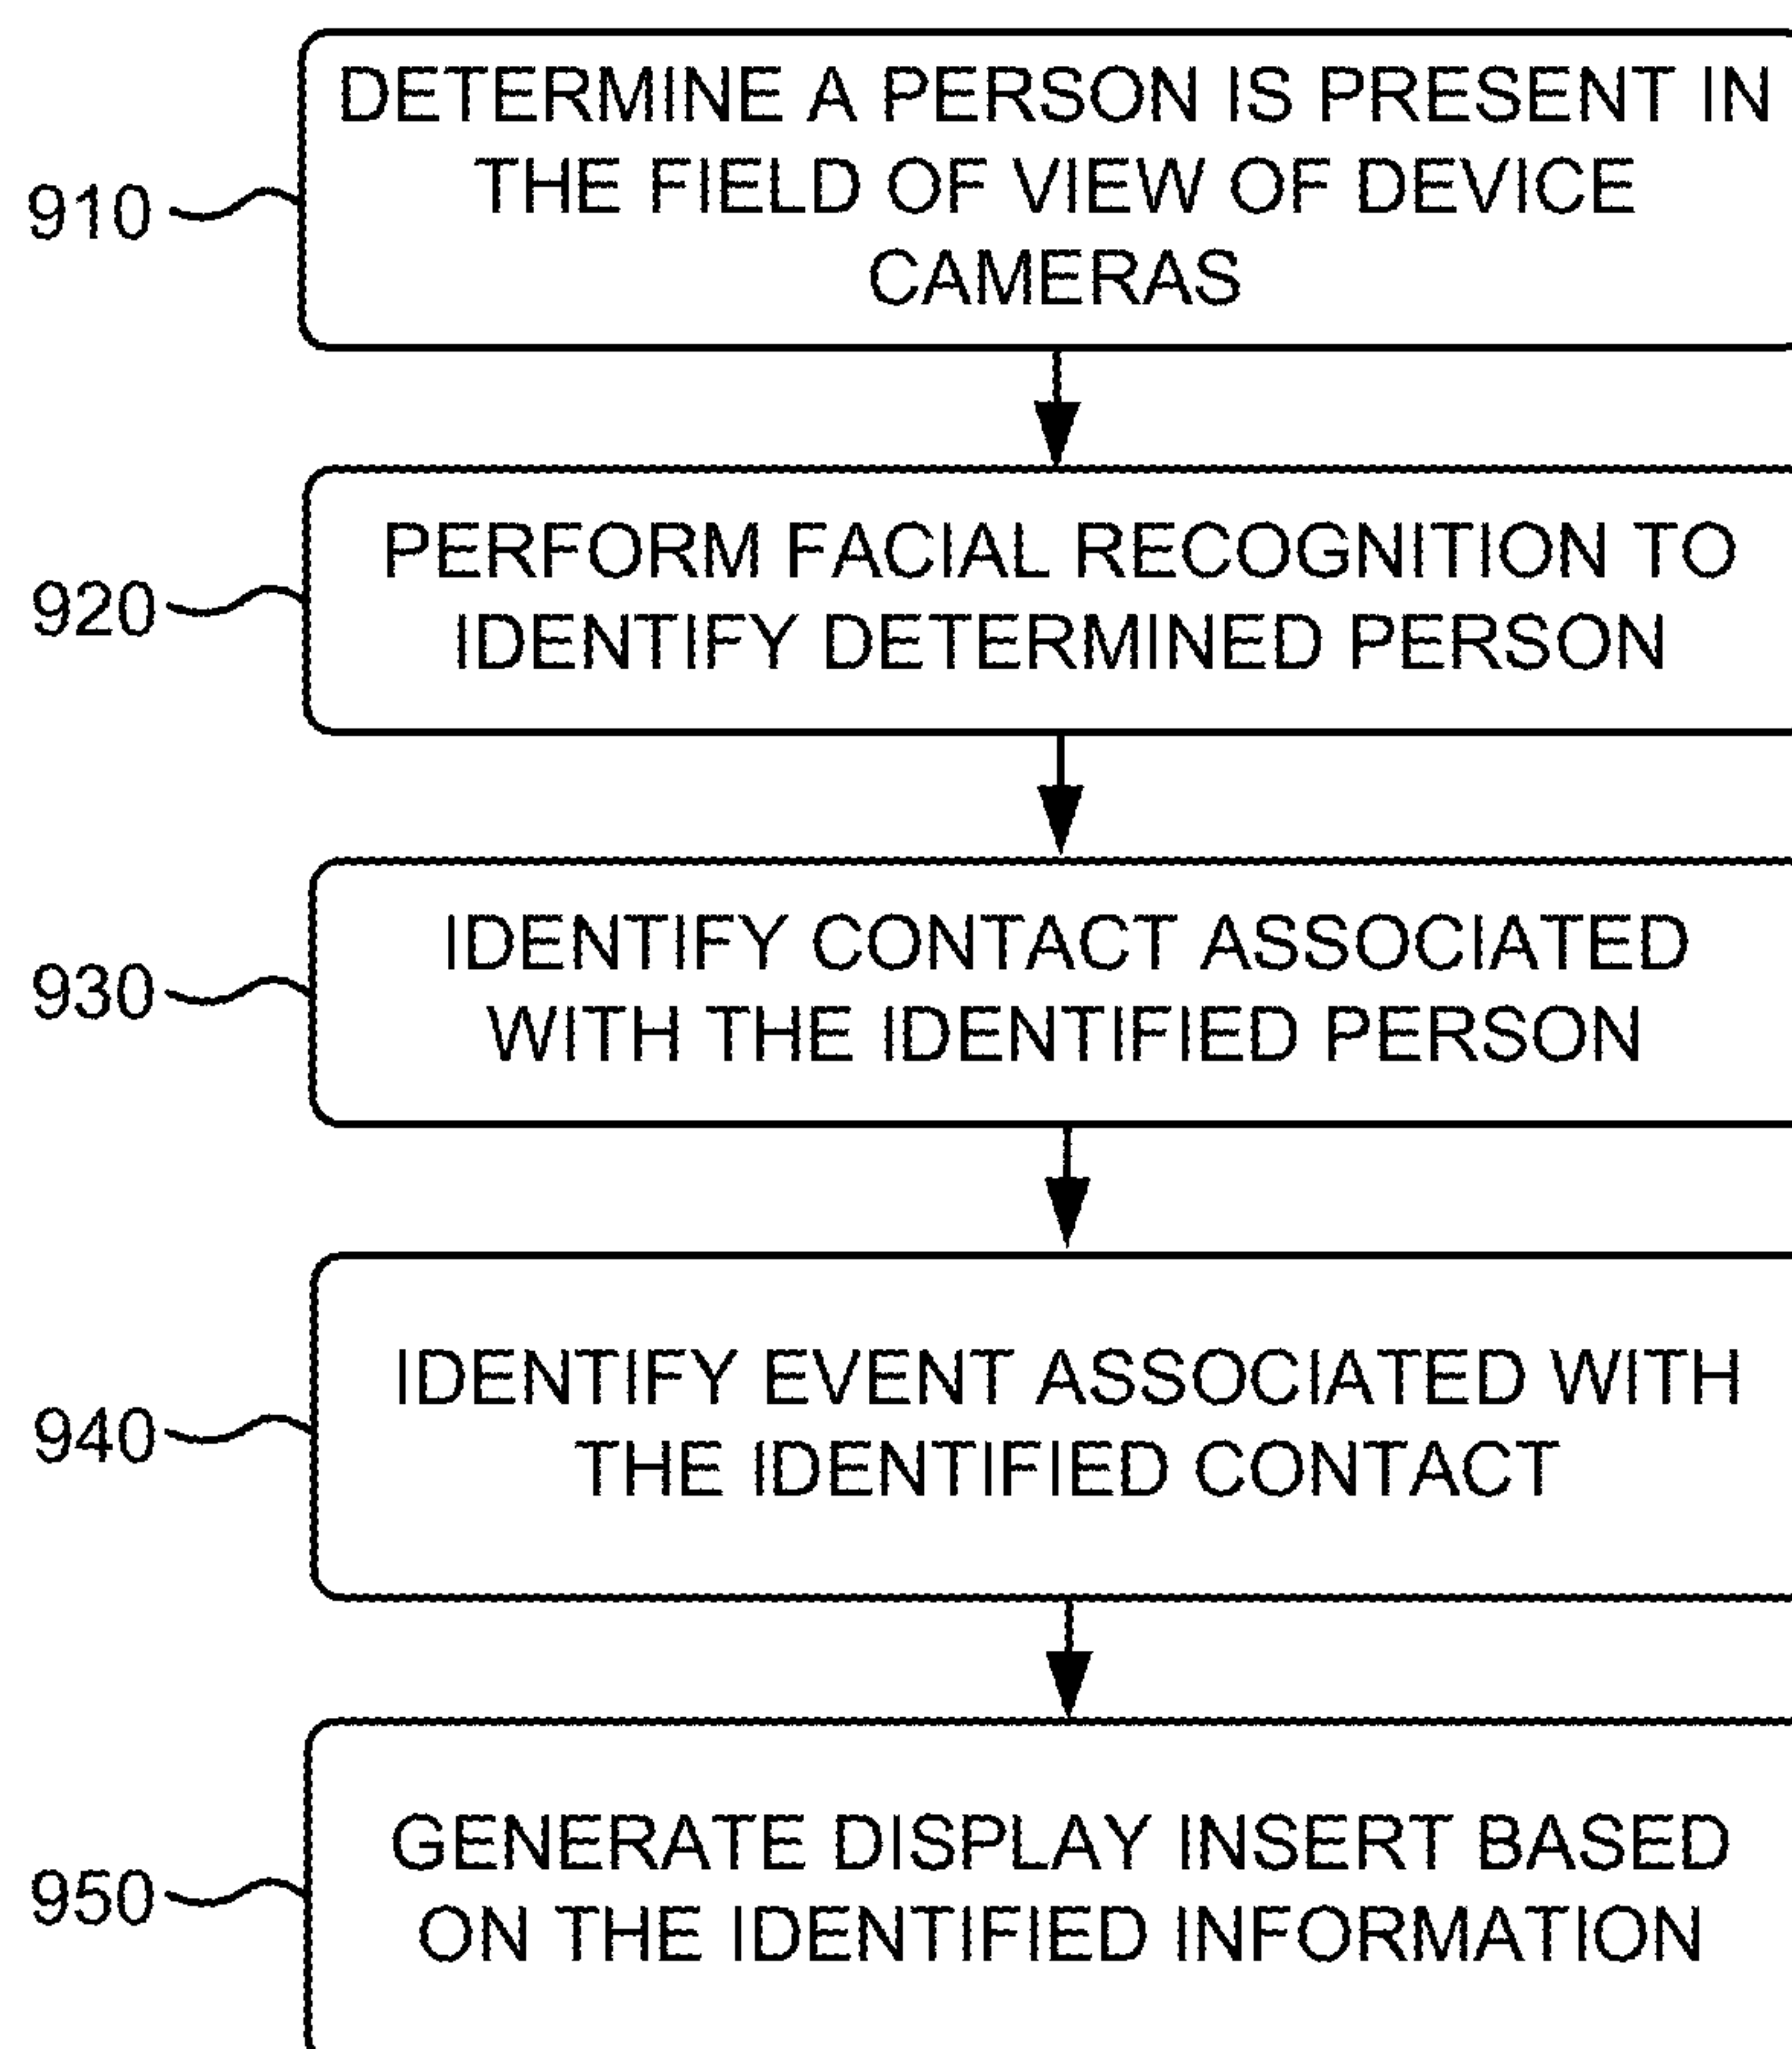 DETERMINE A PERSON IS PRESENT IN
THE FIELD OF VIEW OF DEVICE
CAMERAS
910
PERFORM FACIAL RECOGNITION TO
IDENTIFY DETERMINED PERSON
920
IDENTIFY CONTACT ASSOCIATED
WITH THE IDENTIFIED PERSON
930
IDENTIFY EVENT ASSOCIATED WITH
THE IDENTIFIED CONTACT
940
GENERATE DISPLAY INSERT BASED
ON THE IDENTIFIED INFORMATION
950